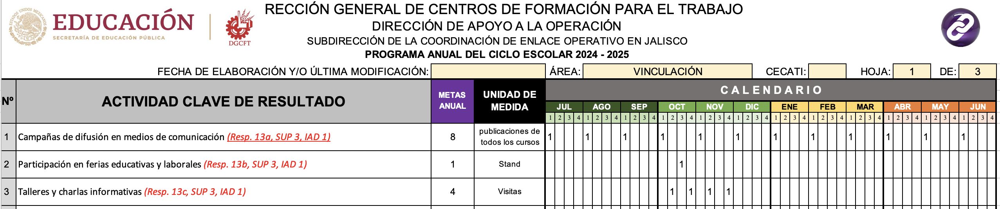 RECCIÓN GENERAL DE CENTROS DE FORMACIÓN PARA EL TRABAJO
ESTADOS UNIDOS MEXICANOS
EDUCACIÓN
SECRETARÍA DE EDUCACIÓN PÚBLICA
DGCFT
DIRECCIÓN DE APOYO A LA OPERACIÓN
SUBDIRECCIÓN DE LA COORDINACIÓN DE ENLACE OPERATIVO EN JALISCO
PROGRAMA ANUAL DEL CICLO ESCOLAR 2024 - 2025
FECHA DE ELABORACIÓN Y/O ÚLTIMA MODIFICACIÓN: ÁREA: VINCULACIÓN CECATI: HOJA: 1 DE: 3
Nº ACTIVIDAD CLAVE DE RESULTADO METAS ANUAL UNIDAD DE MEDIDA CALENDARIO
JUL AGO SEP OCT NOV DIC ENE FEB MAR ABR MAY JUN
1 2 3 4 1 2 3 4 1 2 3 4 1 2 3 4 1 2 3 4 1 2 3 4 1 2 3 4 1 2 3 4 1 2 3 4 1 2 3 4 1 2 3 4 1 2 3 4
1 Campañas de difusión en medios de comunicación (Resp. 13a, SUP 3, IAD 1) 8 publicaciones de todos los cursos 1 1 1 1 1 1 1 1 1 1 1 1
2 Participación en ferias educativas y laborales (Resp. 13b, SUP 3, IAD 1) 1 Stand 1
3 Talleres y charlas informativas (Resp. 13c, SUP 3, IAD 1) 4 Visitas 1 1 1 1